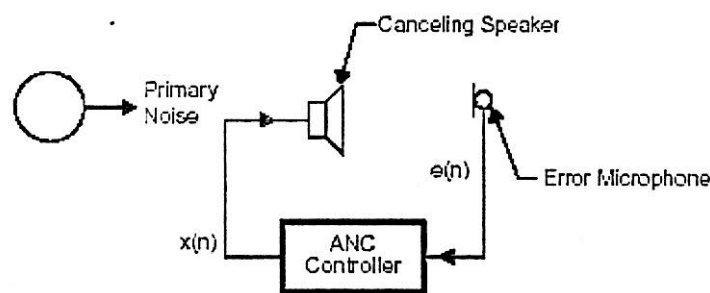 Canceling Speaker
Primary
Noise
e(n)
Error Microphone
x(n)
ANC
Controller